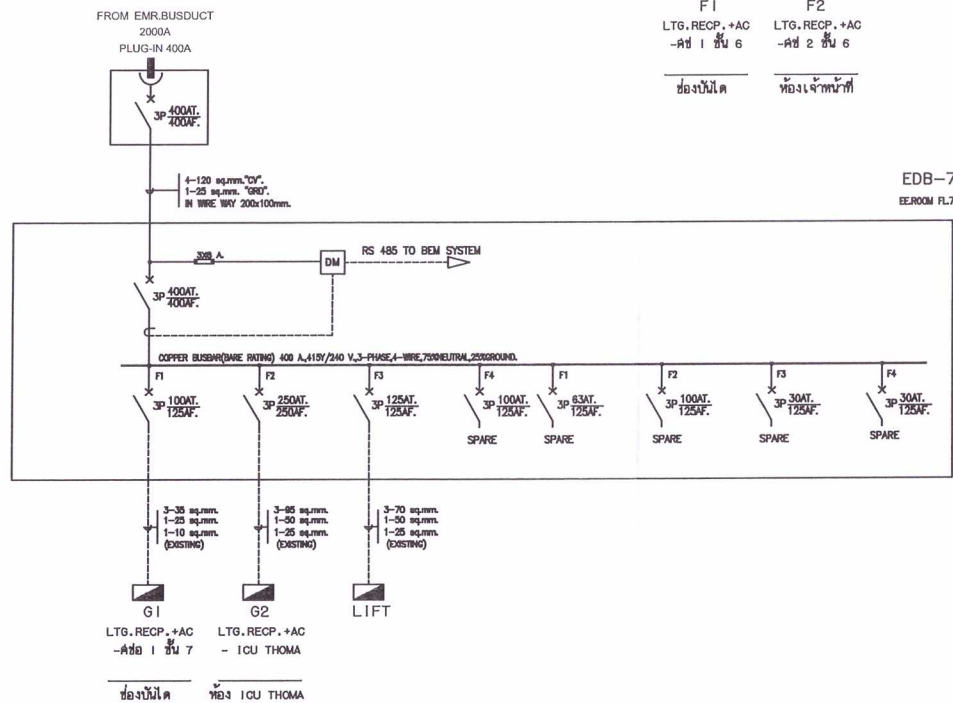 FROM EMR.BUSDUCT
2000A
PLUG-IN 400A
3P 400AT.
400AF.
F1
LTG.RECP.+AC
-คช 1 ชั้น 6
ช่องบันได
F2
LTG.RECP.+AC
-คช 2 ชั้น 6
ห้องเจ้าหน้าที่
4-120 sq.mm."CV".
1-25 sq.mm. "GRD".
IN WIRE WAY 200x100mm.
EDB-7
EE.ROOM FL.7
3X6 A.
DM
RS 485 TO BEM SYSTEM
3P 400AT.
400AF.
COPPER BUSBAR(BARE RATING) 400 A.,415Y/240 V.,3-PHASE,4-WIRE,75%NEUTRAL,25%GROUND.
F1
3P 100AT.
125AF.
F2
3P 250AT.
250AF.
F3
3P 125AT.
125AF.
F4
3P 100AT.
125AF.
SPARE
F1
3P 63AT.
125AF.
SPARE
F2
3P 100AT.
125AF.
SPARE
F3
3P 30AT.
125AF.
SPARE
F4
3P 30AT.
125AF.
SPARE
3-35 sq.mm.
1-25 sq.mm.
1-10 sq.mm.
(EXISTING)
3-95 sq.mm.
1-50 sq.mm.
1-25 sq.mm.
(EXISTING)
3-70 sq.mm.
1-50 sq.mm.
1-25 sq.mm.
(EXISTING)
G1
LTG.RECP.+AC
-คช่อ 1 ชั้น 7
ช่องบันได
G2
LTG.RECP.+AC
- ICU THOMA
ห้อง ICU THOMA
LIFT